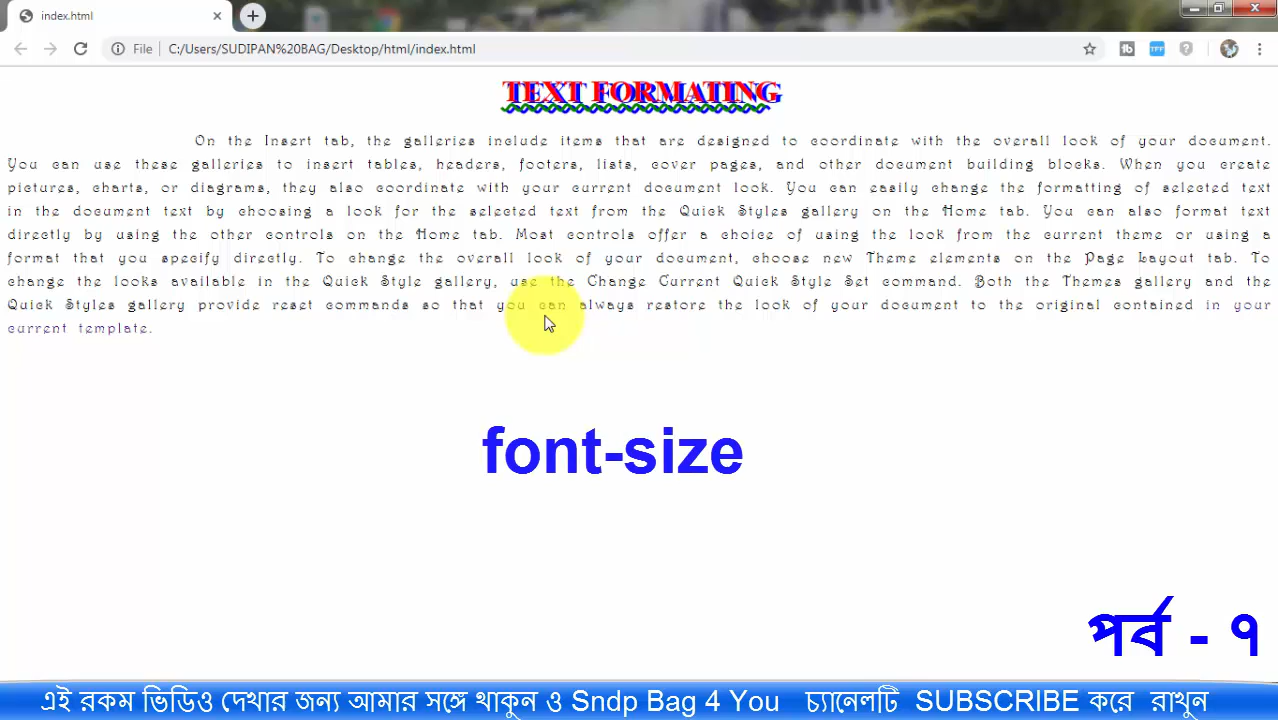 index.html
File C:/Users/SUDIPAN%20BAG/Desktop/html/index.html
TEXT FORMATING
On the Insert tab, the galleries include items that are designed to coordinate with the overall look of your document.
You can use these galleries to insert tables, headers, footers, lists, cover pages, and other document building blocks. When you create
pictures, charts, or diagrams, they also coordinate with your current document look. You can easily change the formatting of selected text
in the document text by choosing a look for the selected text from the Quick Styles gallery on the Home tab. You can also format text
directly by using the other controls on the Home tab. Most controls offer a choice of using the look from the current theme or using a
format that you specify directly. To change the overall look of your document, choose new Theme elements on the Page Layout tab. To
change the looks available in the Quick Style gallery, use the Change Current Quick Style Set command. Both the Themes gallery and the
Quick Styles gallery provide reset commands so that you can always restore the look of your document to the original contained in your
current template.
font-size
পর্ব - ৭
এই রকম ভিডিও দেখার জন্য আমার সঙ্গে থাকুন ও Sndp Bag 4 You চ্যানেলটি SUBSCRIBE করে রাখুন